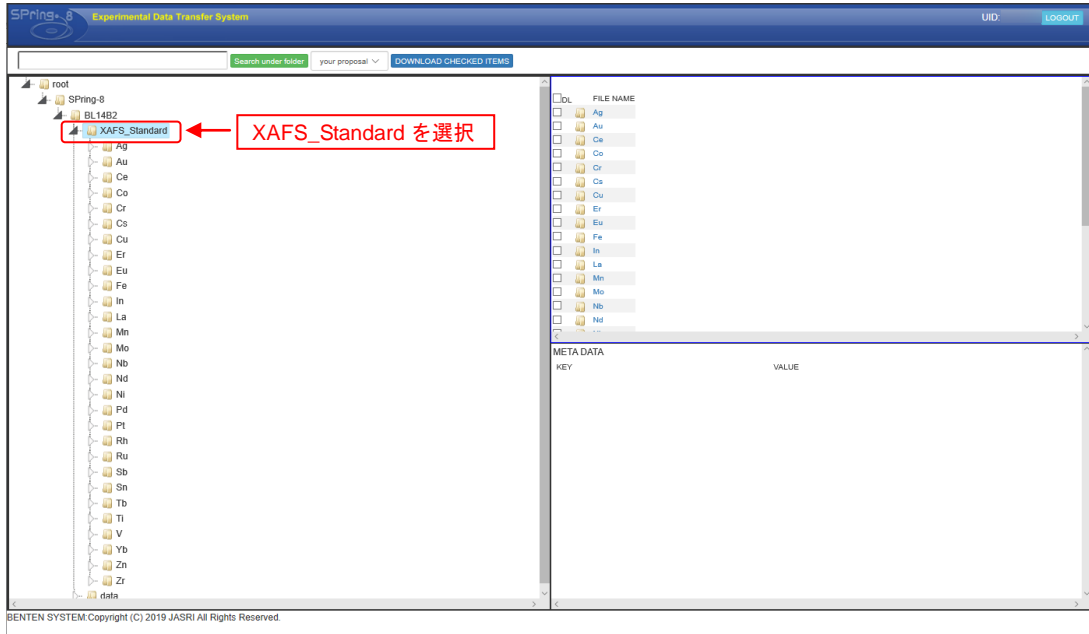 SPring-8 Experimental Data Transfer System UID: LOGOUT
Search under folder your proposal DOWNLOAD CHECKED ITEMS
root
SPring-8
BL14B2
XAFS_Standard
XAFS_Standard を選択
Ag
Au
Ce
Co
Cr
Cs
Cu
Er
Eu
Fe
In
La
Mn
Mo
Nb
Nd
Ni
Pd
Pt
Rh
Ru
Sb
Sn
Tb
Ti
V
Yb
Zn
Zr
data
DL FILE NAME
Ag
Au
Ce
Co
Cr
Cs
Cu
Er
Eu
Fe
In
La
Mn
Mo
Nb
Nd
META DATA
KEY VALUE
BENTEN SYSTEM:Copyright (C) 2019 JASRI All Rights Reserved.